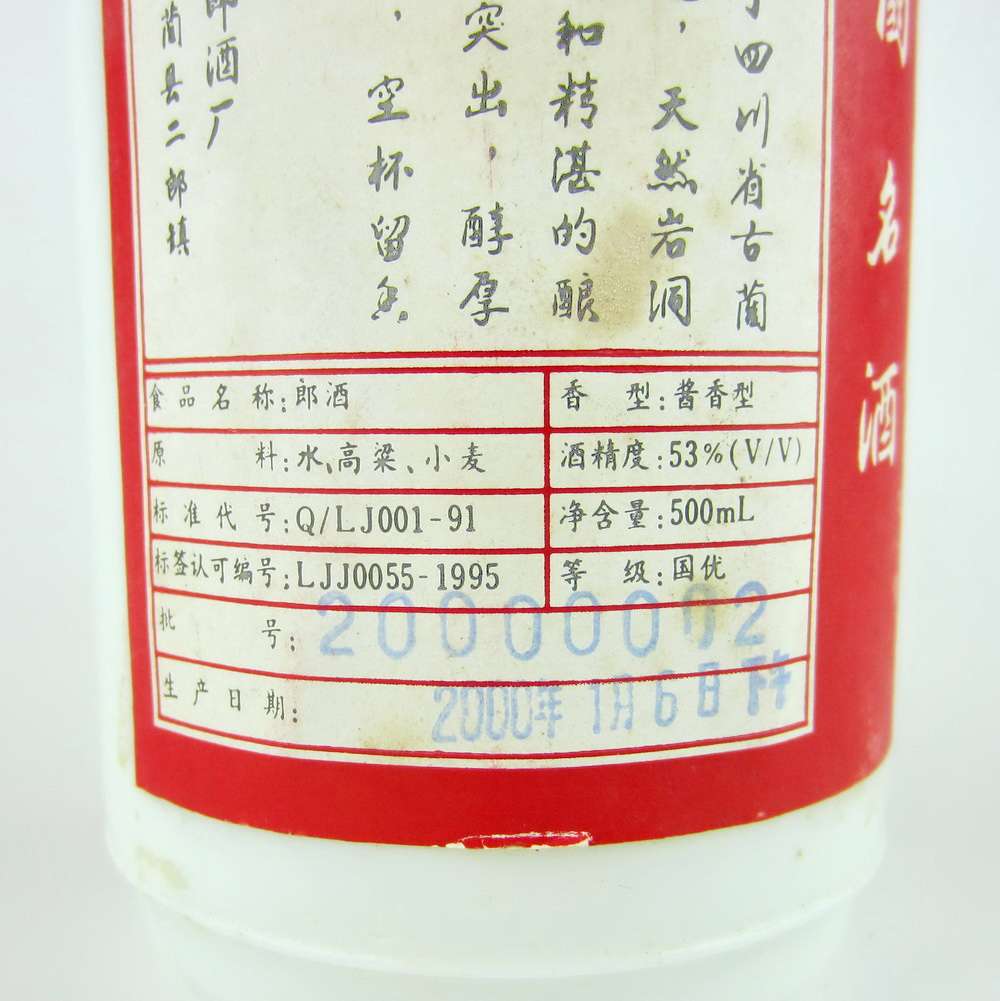 国名酒
四川省古蔺
，天然岩洞
和精湛的酿
突出，醇厚
，空杯留香
郎酒厂
蔺县二郎镇
食品名称：郎酒
香型：酱香型
原料：水、高粱、小麦
酒精度：53%(V/V)
标准代号：Q/LJ001-91
净含量：500mL
标签认可编号：LJJ0055-1995
等级：国优
批号：20000002
生产日期：2000年1月6日下午